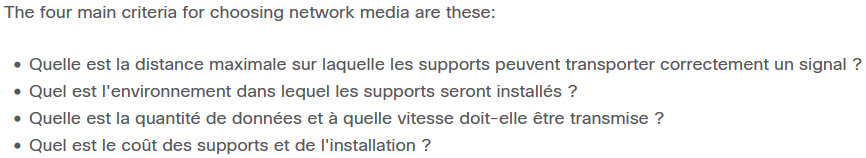 The four main criteria for choosing network media are these:
• Quelle est la distance maximale sur laquelle les supports peuvent transporter correctement un signal ?
• Quel est l'environnement dans lequel les supports seront installés ?
• Quelle est la quantité de données et à quelle vitesse doit-elle être transmise ?
• Quel est le coût des supports et de l'installation ?